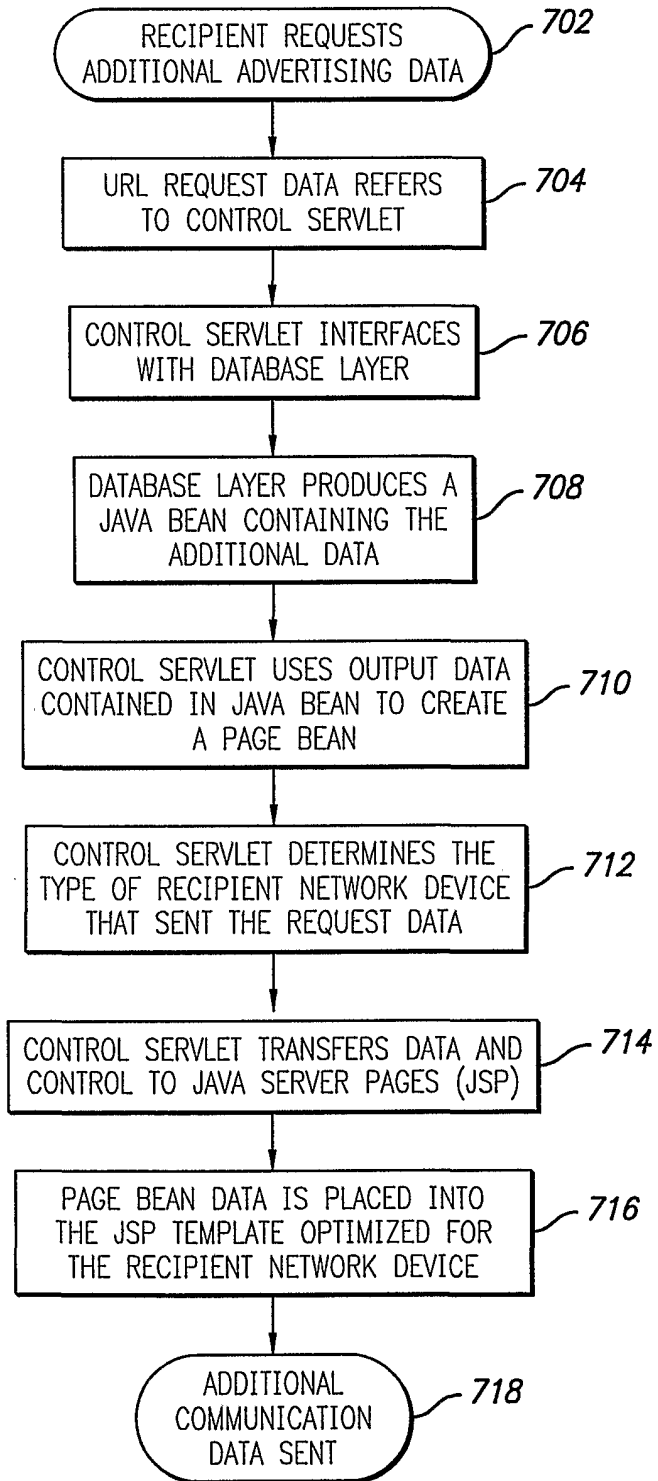 RECIPIENT REQUESTS
ADDITIONAL ADVERTISING DATA
702
URL REQUEST DATA REFERS
TO CONTROL SERVLET
704
CONTROL SERVLET INTERFACES
WITH DATABASE LAYER
706
DATABASE LAYER PRODUCES A
JAVA BEAN CONTAINING THE
ADDITIONAL DATA
708
CONTROL SERVLET USES OUTPUT DATA
CONTAINED IN JAVA BEAN TO CREATE
A PAGE BEAN
710
CONTROL SERVLET DETERMINES THE
TYPE OF RECIPIENT NETWORK DEVICE
THAT SENT THE REQUEST DATA
712
CONTROL SERVLET TRANSFERS DATA AND
CONTROL TO JAVA SERVER PAGES (JSP)
714
PAGE BEAN DATA IS PLACED INTO
THE JSP TEMPLATE OPTIMIZED FOR
THE RECIPIENT NETWORK DEVICE
716
ADDITIONAL
COMMUNICATION
DATA SENT
718